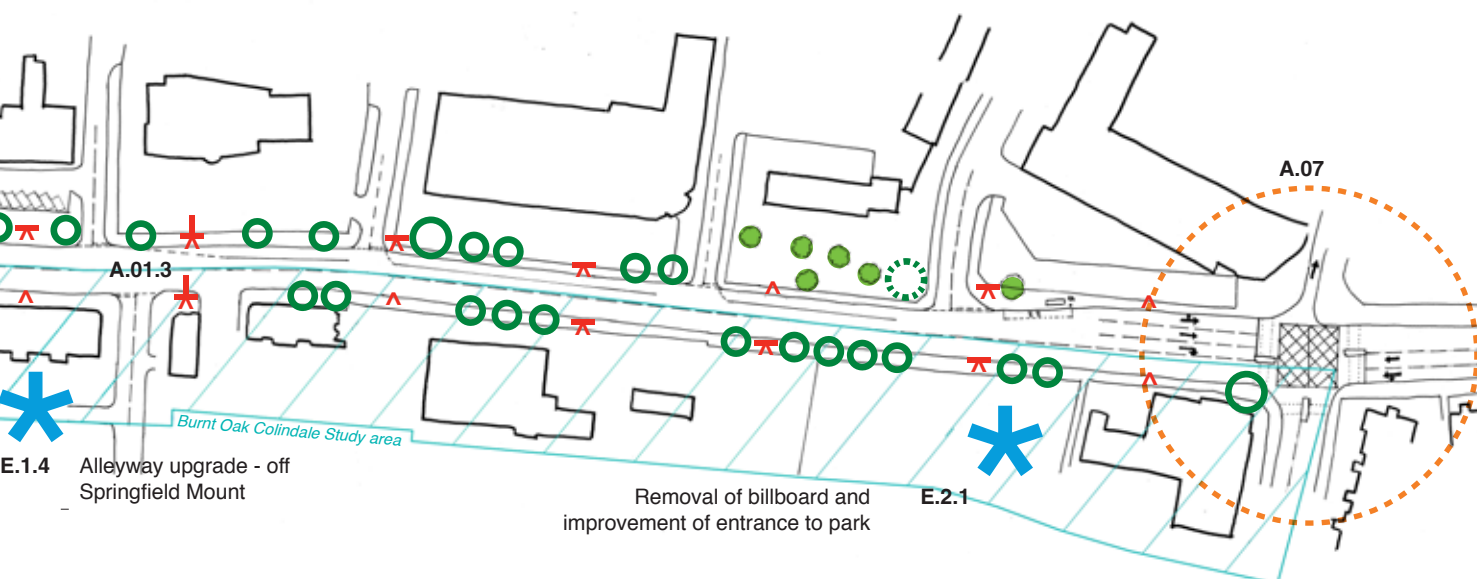 A.07
A.01.3
Burnt Oak Colindale Study area
E.1.4 Alleyway upgrade - off
Springfield Mount
Removal of billboard and E.2.1
improvement of entrance to park